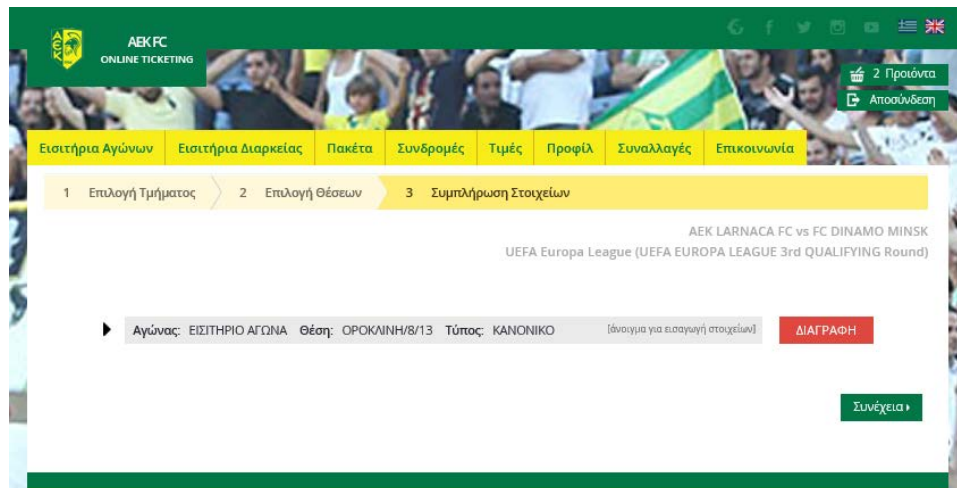 ΑΕΚ
AEK FC
ONLINE TICKETING
2 Προιόντα
Αποσύνδεση
Εισιτήρια Αγώνων Εισιτήρια Διαρκείας Πακέτα Συνδρομές Τιμές Προφίλ Συναλλαγές Επικοινωνία
1 Επιλογή Τμήματος 2 Επιλογή Θέσεων 3 Συμπλήρωση Στοιχείων
AEK LARNACA FC vs FC DINAMO MINSK
UEFA Europa League (UEFA EUROPA LEAGUE 3rd QUALIFYING Round)
Αγώνας: ΕΙΣΙΤΗΡΙΟ ΑΓΩΝΑ Θέση: ΟΡΟΚΛΙΝΗ/8/13 Τύπος: ΚΑΝΟΝΙΚΟ [άνοιγμα για εισαγωγή στοιχείων] ΔΙΑΓΡΑΦΗ
Συνέχεια